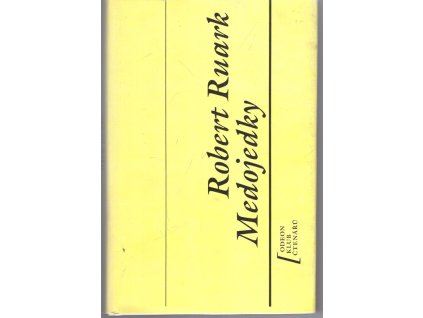 Robert Ruark
Medojedky
ODEON
KLUB
ČTENÁŘŮ